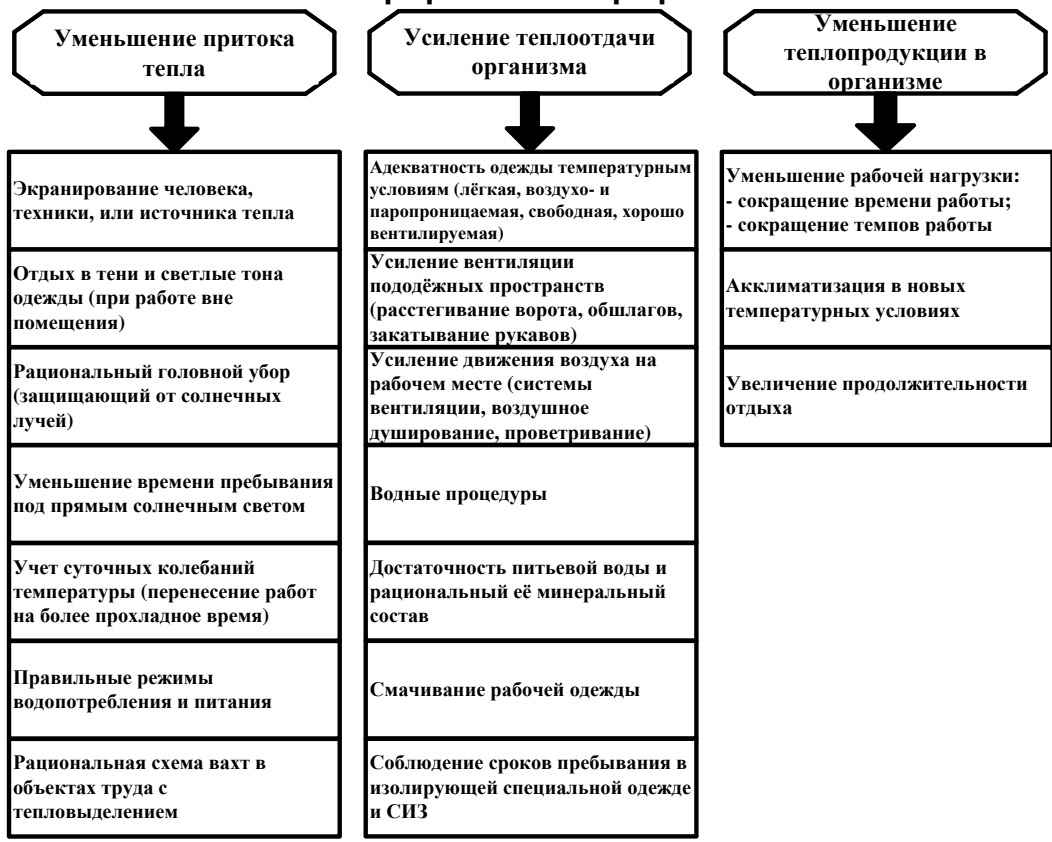 Уменьшение притока
тепла
Экранирование человека,
техники, или источника тепла
Отдых в тени и светлые тона
одежды (при работе вне
помещения)
Рациональный головной убор
(защищающий от солнечных
лучей)
Уменьшение времени пребывания
под прямым солнечным светом
Учет суточных колебаний
температуры (перенесение работ
на более прохладное время)
Правильные режимы
водопотребления и питания
Рациональная схема вахт в
объектах труда с
тепловыделением
Усиление теплоотдачи
организма
Адекватность одежды температурным
условиям (лёгкая, воздухо- и
паропроницаемая, свободная, хорошо
вентилируемая)
Усиление вентиляции
пододёжных пространств
(расстегивание ворота, обшлагов,
закатывание рукавов)
Усиление движения воздуха на
рабочем месте (системы
вентиляции, воздушное
душирование, проветривание)
Водные процедуры
Достаточность питьевой воды и
рациональный её минеральный
состав
Смачивание рабочей одежды
Соблюдение сроков пребывания в
изолирующей специальной одежде
и СИЗ
Уменьшение
теплопродукции в
организме
Уменьшение рабочей нагрузки:
- сокращение времени работы;
- сокращение темпов работы
Акклиматизация в новых
температурных условиях
Увеличение продолжительности
отдыха